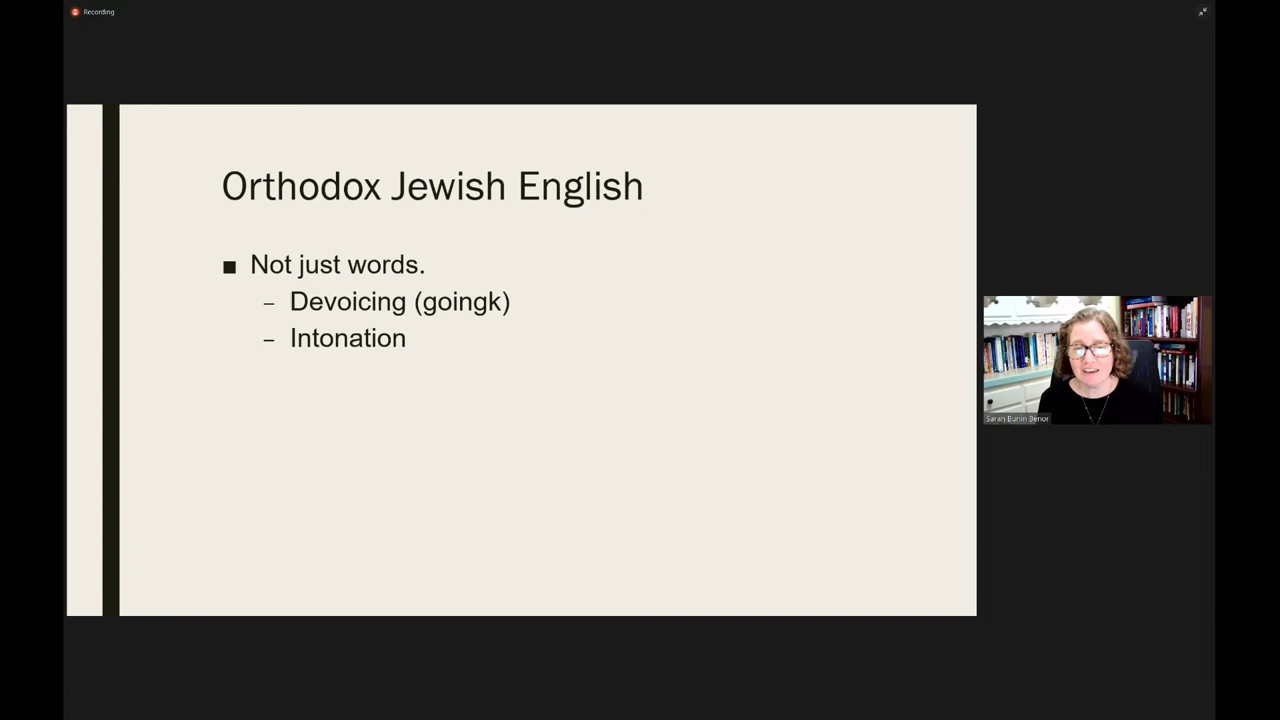 Recording
Orthodox Jewish English
■ Not just words.
– Devoicing (goingk)
– Intonation
Sarah Bunin Benor